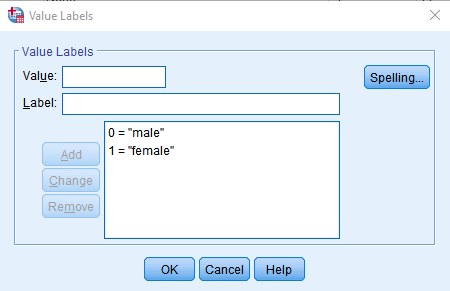 Value Labels
Value Labels
Value:
Spelling...
Label:
0 = "male"
1 = "female"
Add
Change
Remove
OK
Cancel
Help